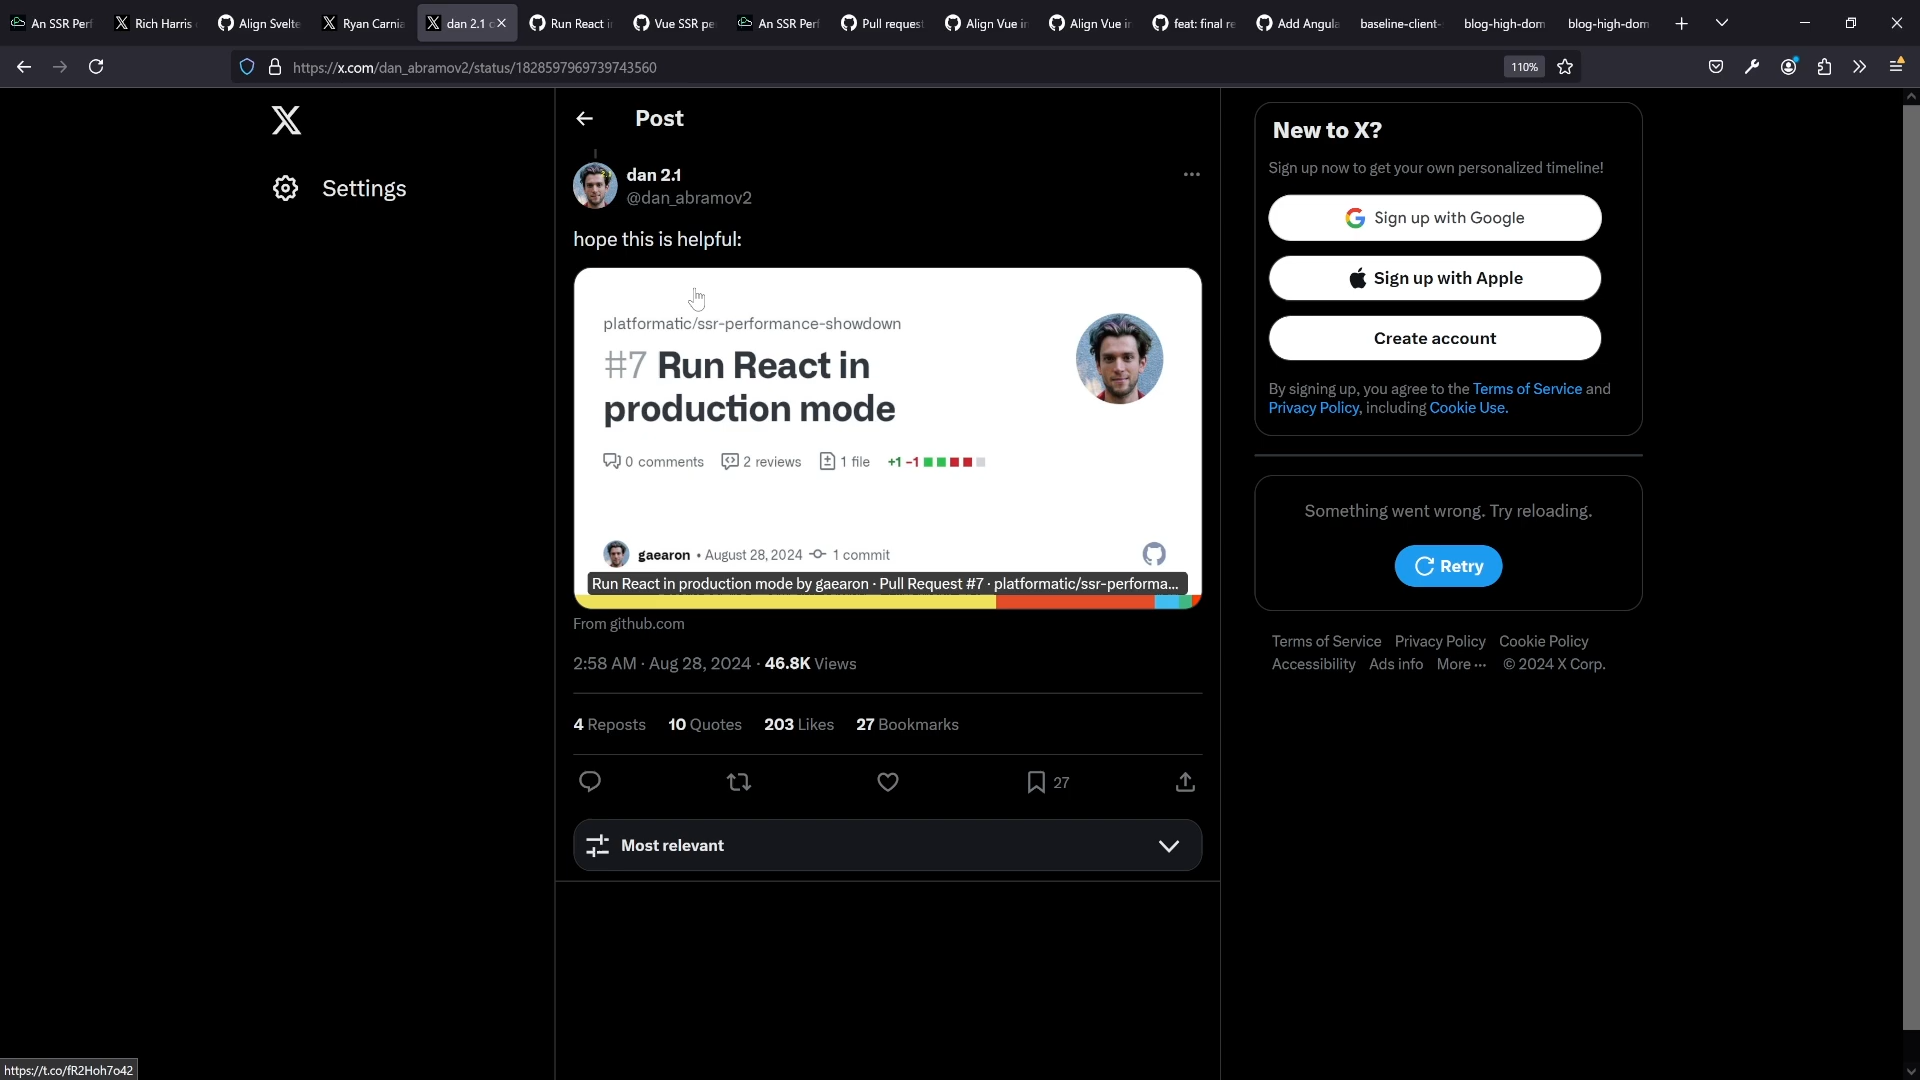 An SSR Perf
Rich Harris
Align Svelte
Ryan Carnia
dan 2.1
Run React i
Vue SSR pe
An SSR Perf
Pull request
Align Vue i
Align Vue i
feat: final re
Add Angula
baseline-client-
blog-high-dom
blog-high-dom
https://x.com/dan_abramov2/status/1828597969739743560
110%
Settings
Post
dan 2.1
@dan_abramov2
hope this is helpful:
platformatic/ssr-performance-showdown
#7 Run React in
production mode
0 comments 2 reviews 1 file +1 −1
gaearon • August 28, 2024 1 commit
Run React in production mode by gaearon · Pull Request #7 · platformatic/ssr-performa...
From github.com
2:58 AM · Aug 28, 2024 · 46.8K Views
4 Reposts 10 Quotes 203 Likes 27 Bookmarks
27
Most relevant
New to X?
Sign up now to get your own personalized timeline!
Sign up with Google
Sign up with Apple
Create account
By signing up, you agree to the Terms of Service and
Privacy Policy, including Cookie Use.
Something went wrong. Try reloading.
Retry
Terms of Service Privacy Policy Cookie Policy
Accessibility Ads info More ··· © 2024 X Corp.
https://t.co/fR2Hoh7o42